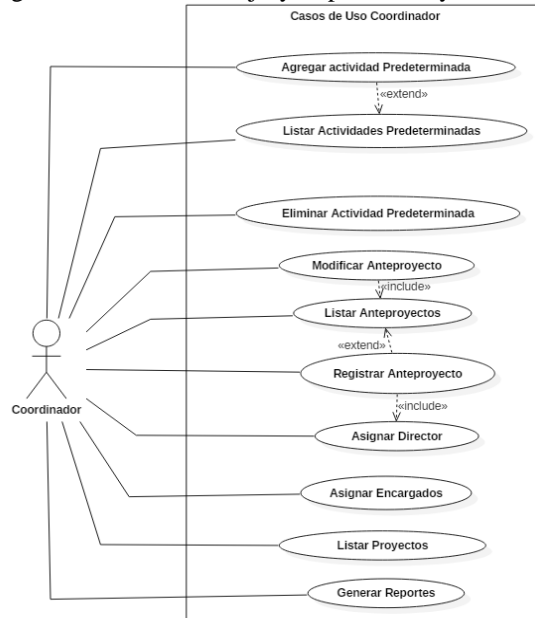 Casos de Uso Coordinador
Agregar actividad Predeterminada
«extend»
Listar Actividades Predeterminadas
Eliminar Actividad Predeterminada
Modificar Anteproyecto
«include»
Listar Anteproyectos
«extend»
Registrar Anteproyecto
«include»
Coordinador
Asignar Director
Asignar Encargados
Listar Proyectos
Generar Reportes